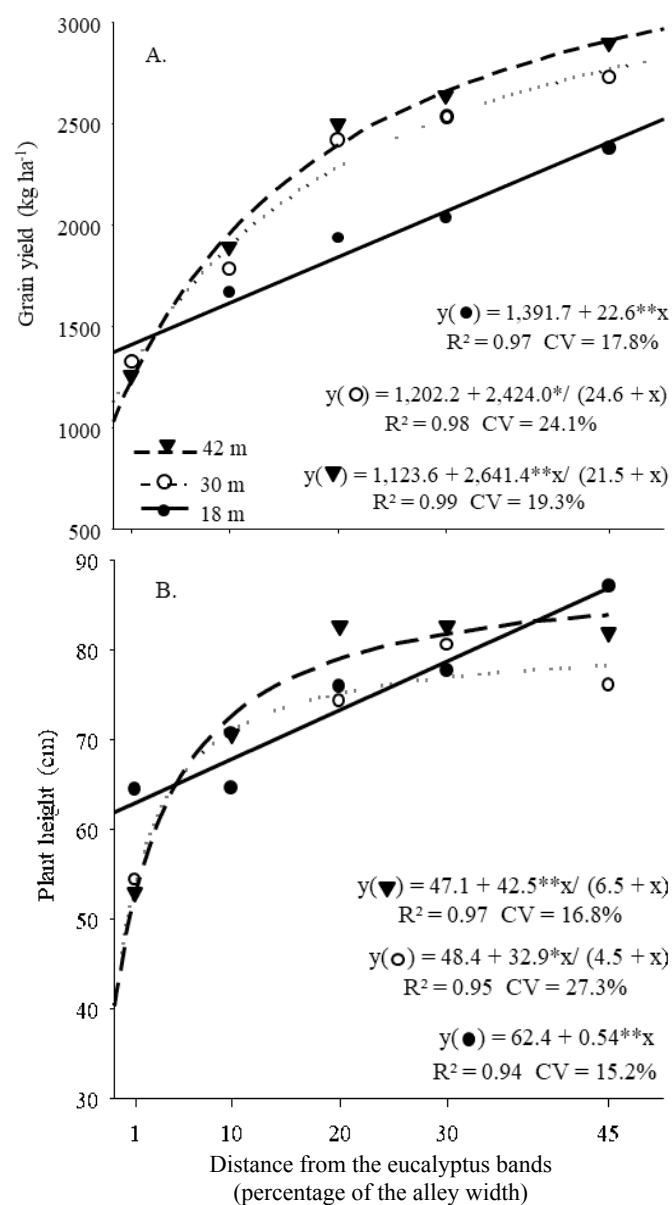 3000
A.
2500
2000
1500
1000
500
Grain yield (kg ha⁻¹)
y(●) = 1,391.7 + 22.6**x
R² = 0.97 CV = 17.8%
y(○) = 1,202.2 + 2,424.0*/ (24.6 + x)
R² = 0.98 CV = 24.1%
y(▼) = 1,123.6 + 2,641.4**x/ (21.5 + x)
R² = 0.99 CV = 19.3%
42 m
30 m
18 m
90
B.
80
70
60
50
40
30
Plant height (cm)
y(▼) = 47.1 + 42.5**x/ (6.5 + x)
R² = 0.97 CV = 16.8%
y(○) = 48.4 + 32.9*x/ (4.5 + x)
R² = 0.95 CV = 27.3%
y(●) = 62.4 + 0.54**x
R² = 0.94 CV = 15.2%
1 10 20 30 45
Distance from the eucalyptus bands
(percentage of the alley width)